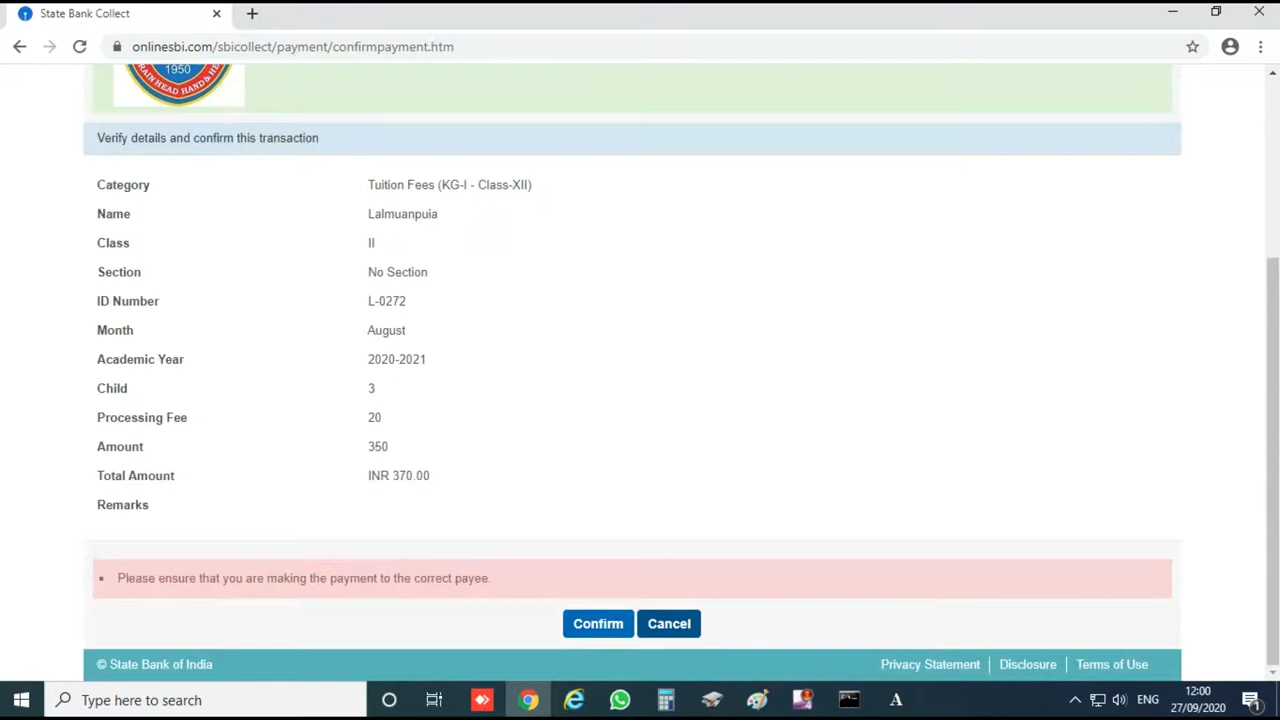 State Bank Collect
onlinesbi.com/sbicollect/payment/confirmpayment.htm
1950
TRAIN HEAD HAND &
Verify details and confirm this transaction
Category Tuition Fees (KG-I - Class-XII)
Name Lalmuanpuia
Class II
Section No Section
ID Number L-0272
Month August
Academic Year 2020-2021
Child 3
Processing Fee 20
Amount 350
Total Amount INR 370.00
Remarks
Please ensure that you are making the payment to the correct payee.
Confirm Cancel
© State Bank of India Privacy Statement Disclosure Terms of Use
Type here to search ENG 12:00
27/09/2020
1